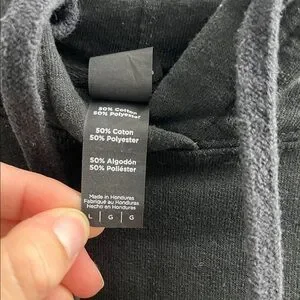 50% Cotton
50% Polyester
50% Coton
50% Polyester
50% Algodón
50% Poliéster
Made in Honduras
Fabriqué au Honduras
Hecho en Honduras
L | G | G